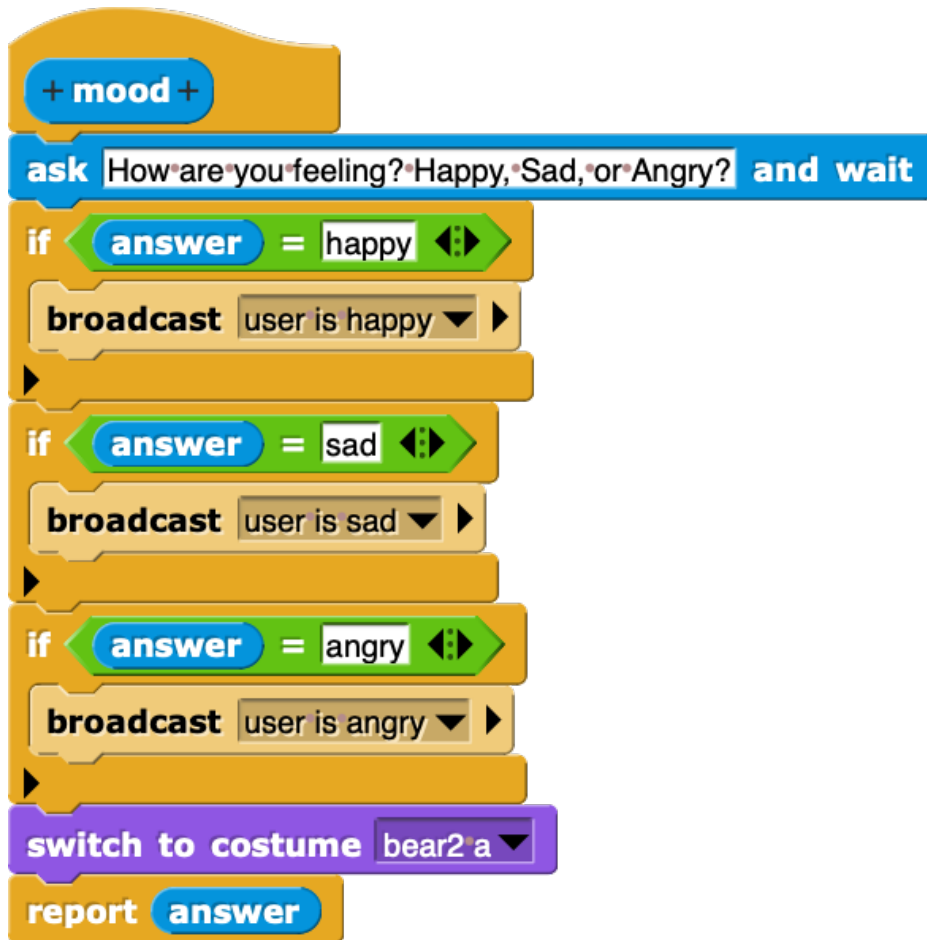 + mood +
ask How are you feeling? Happy, Sad, or Angry? and wait
if answer = happy
broadcast user is happy
if answer = sad
broadcast user is sad
if answer = angry
broadcast user is angry
switch to costume bear2 a
report answer